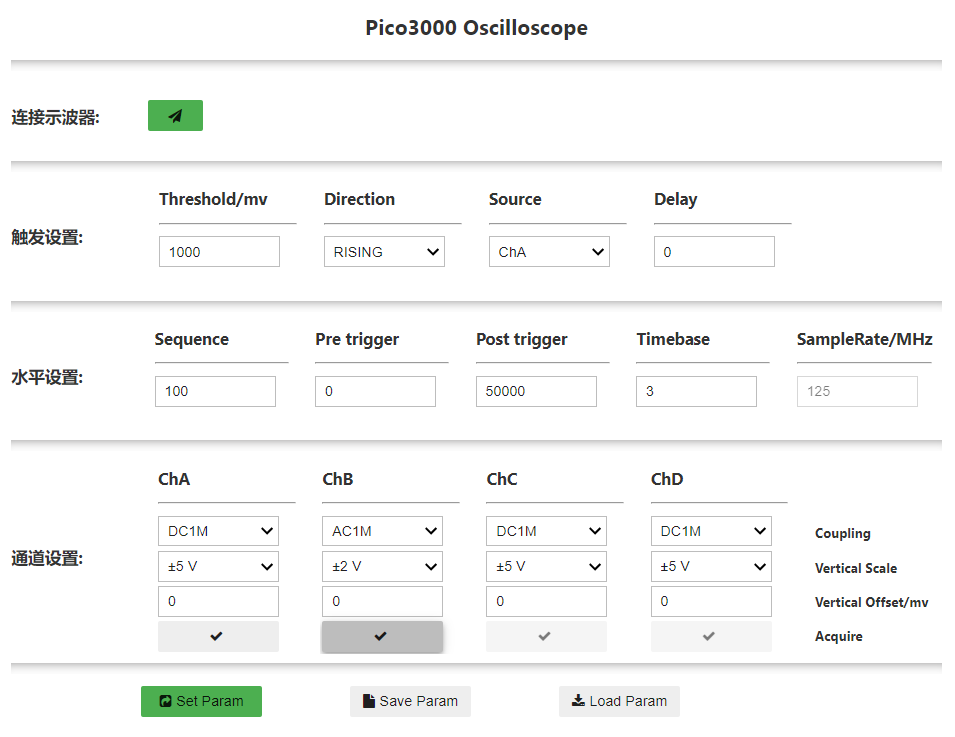 Pico3000 Oscilloscope
连接示波器:
Threshold/mv Direction Source Delay
触发设置:
1000 RISING ChA 0
Sequence Pre trigger Post trigger Timebase SampleRate/MHz
水平设置:
100 0 50000 3 125
ChA ChB ChC ChD
DC1M AC1M DC1M DC1M Coupling
通道设置:
±5 V ±2 V ±5 V ±5 V Vertical Scale
0 0 0 0 Vertical Offset/mv
Acquire
Set Param Save Param Load Param